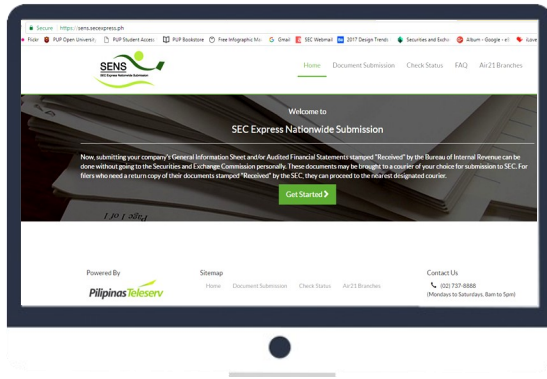 Secure https://sens.secexpress.ph
Flickr PUP Open Universit PUP Student Access PUP Bookstore Free Infographic Ma Gmail SEC Webmail 2017 Design Trends Securities and Excha Album - Google - ell iLove
SENS
SEC Express Nationwide Submission
Home Document Submission Check Status FAQ Air21 Branches
Welcome to
SEC Express Nationwide Submission
Now, submitting your company's General Information Sheet and/or Audited Financial Statements stamped "Received" by the Bureau of Internal Revenue can be
done without going to the Securities and Exchange Commission personally. These documents may be brought to a courier of your choice for submission to SEC. For
filers who need a return copy of their documents stamped "Received" by the SEC, they can proceed to the nearest designated courier.
Get Started
Page 1 of 1
Powered By
Pilipinas Teleserv
Sitemap
Home Document Submission Check Status Air21 Branches
Contact Us
(02) 737-8888
(Mondays to Saturdays, 8am to 5pm)